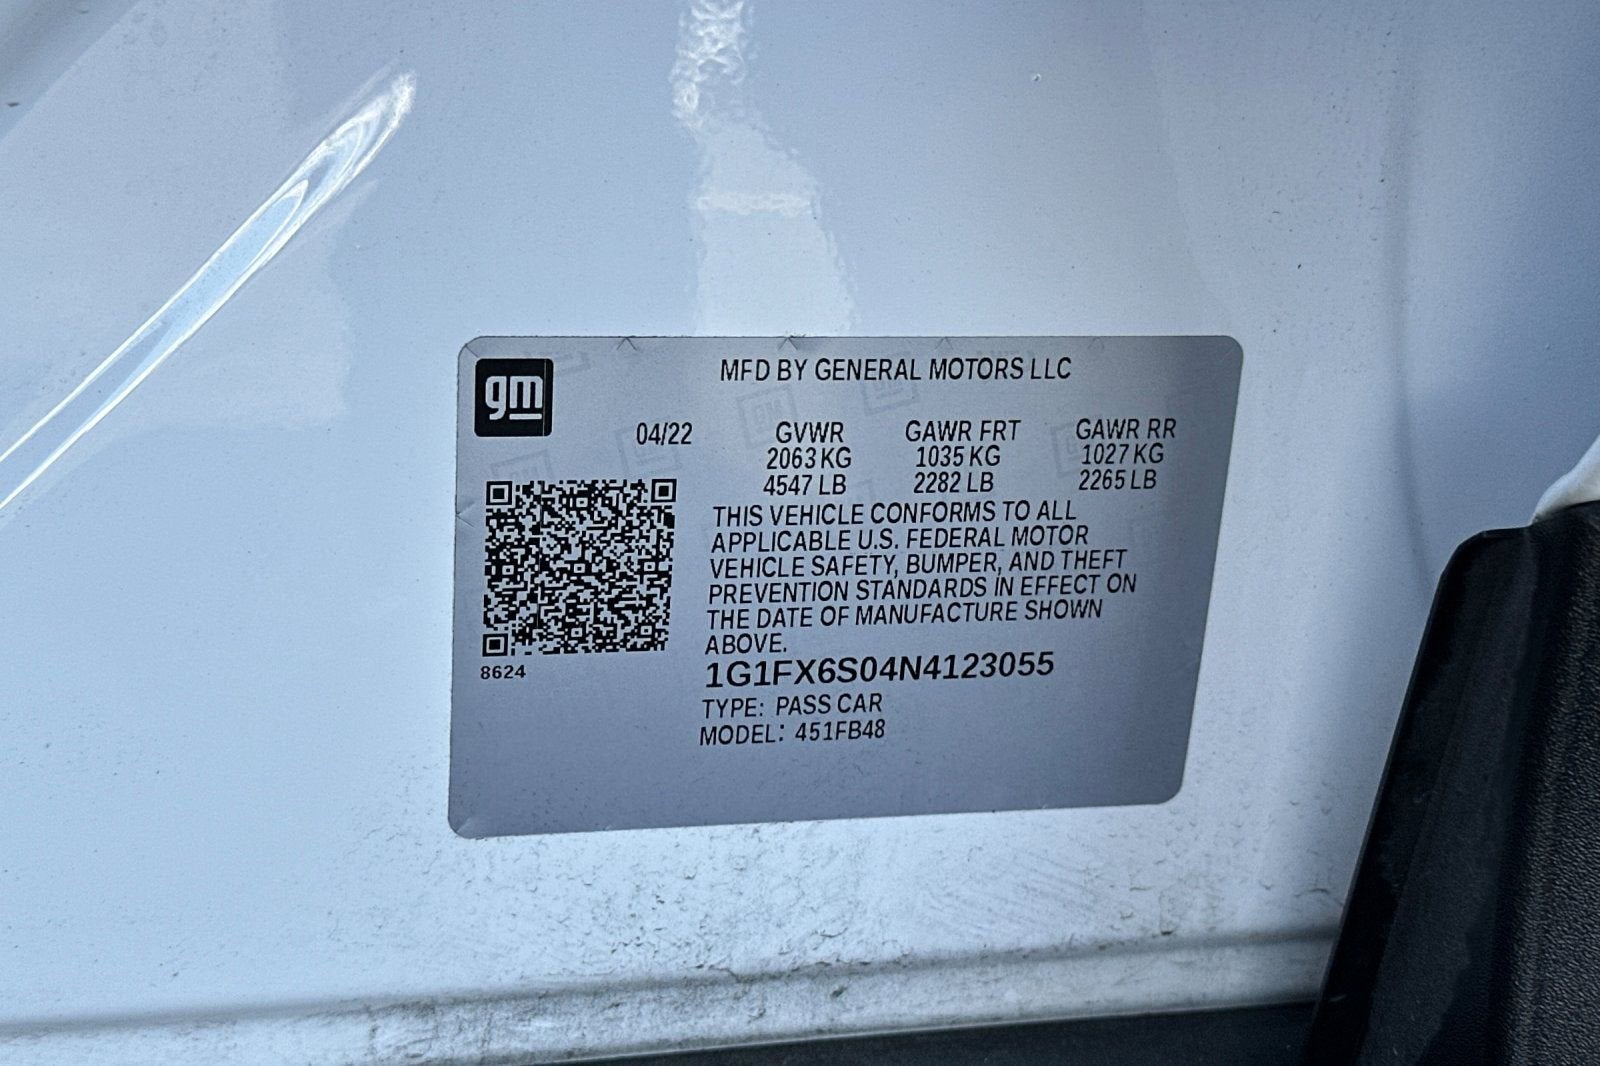 gm
MFD BY GENERAL MOTORS LLC
04/22 GVWR GAWR FRT GAWR RR
2063 KG 1035 KG 1027 KG
4547 LB 2282 LB 2265 LB
THIS VEHICLE CONFORMS TO ALL
APPLICABLE U.S. FEDERAL MOTOR
VEHICLE SAFETY, BUMPER, AND THEFT
PREVENTION STANDARDS IN EFFECT ON
THE DATE OF MANUFACTURE SHOWN
ABOVE.
8624
1G1FX6S04N4123055
TYPE: PASS CAR
MODEL: 451FB48